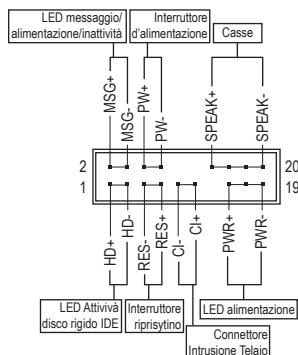 LED messaggio/
alimentazione/inattività
Interruttore
d'alimentazione
Casse
MSG+
MSG-
PW+
PW-
SPEAK+
SPEAK-
2
20
1
19
HD+
HD-
RES-
RES+
CI-
CI+
PWR+
PWR-
LED Attività
disco rigido IDE
Interruttore
riprisytino
LED alimentazione
Connettore
Intrusione Telaio